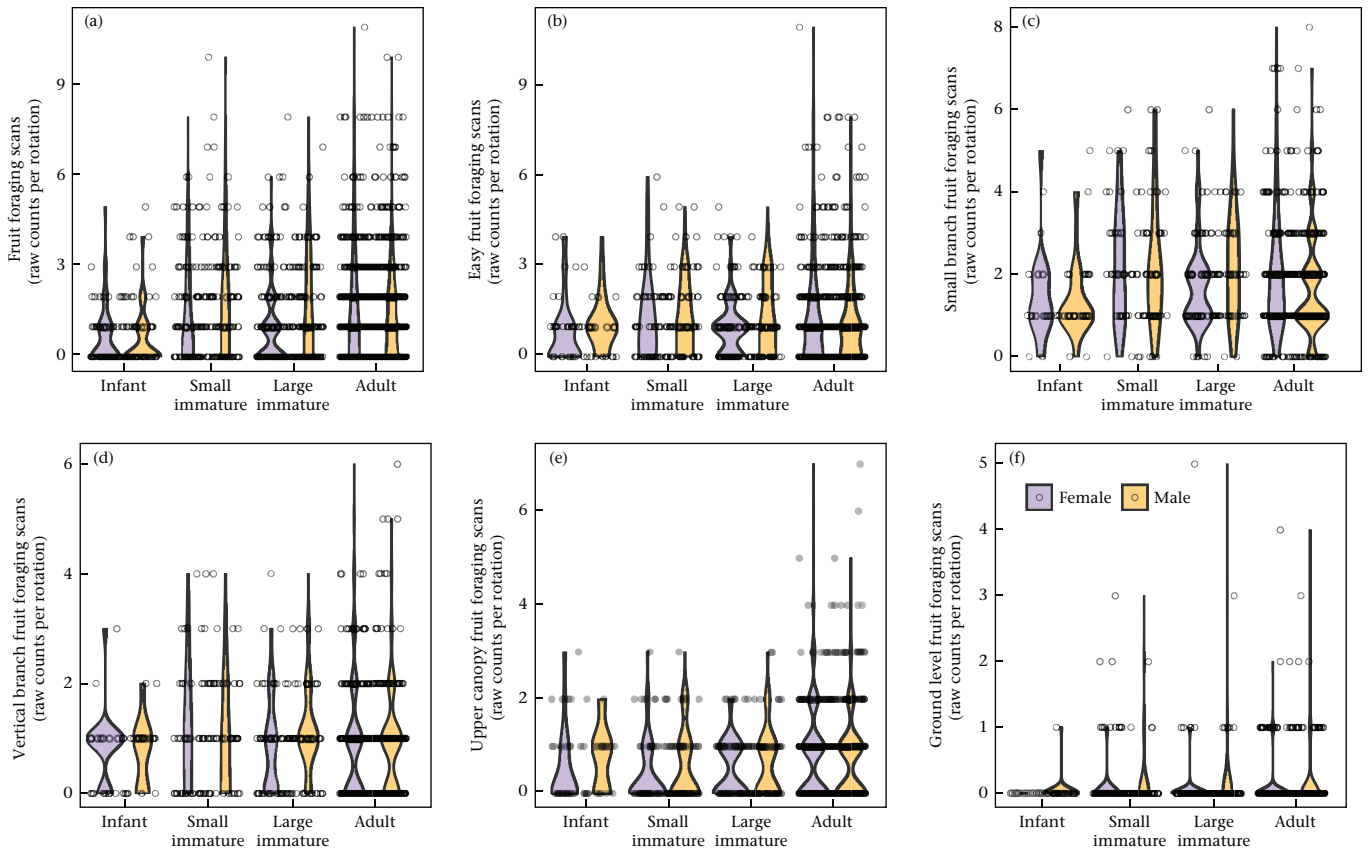 (a)
Fruit foraging scans
(raw counts per rotation)
9
6
3
0
Infant
Small
immature
Large
immature
Adult
(b)
Easy fruit foraging scans
(raw counts per rotation)
9
6
3
0
Infant
Small
immature
Large
immature
Adult
(c)
Small branch fruit foraging scans
(raw counts per rotation)
8
6
4
2
0
Infant
Small
immature
Large
immature
Adult
(d)
Vertical branch fruit foraging scans
(raw counts per rotation)
6
4
2
0
Infant
Small
immature
Large
immature
Adult
(e)
Upper canopy fruit foraging scans
(raw counts per rotation)
6
4
2
0
Infant
Small
immature
Large
immature
Adult
(f)
Female
Male
Ground level fruit foraging scans
(raw counts per rotation)
5
4
3
2
1
0
Infant
Small
immature
Large
immature
Adult